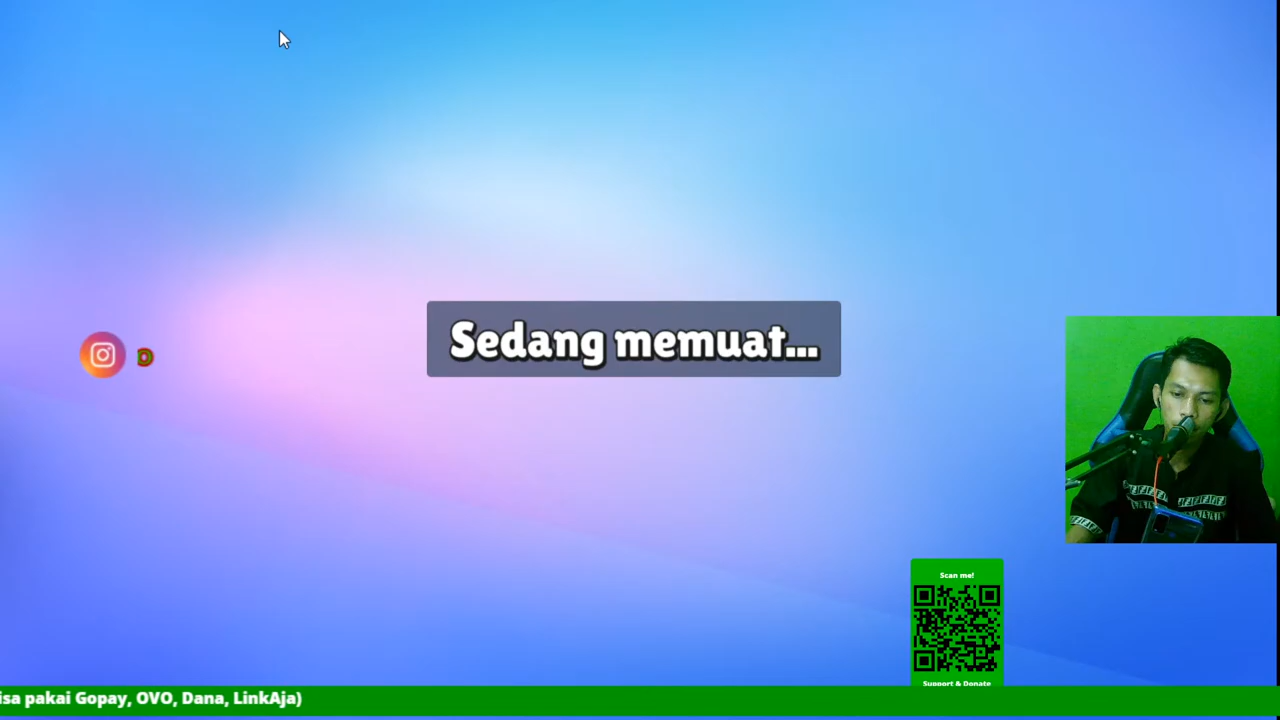 Sedang memuat...
D
Scan me!
Support & Donate
isa pakai Gopay, OVO, Dana, LinkAja)